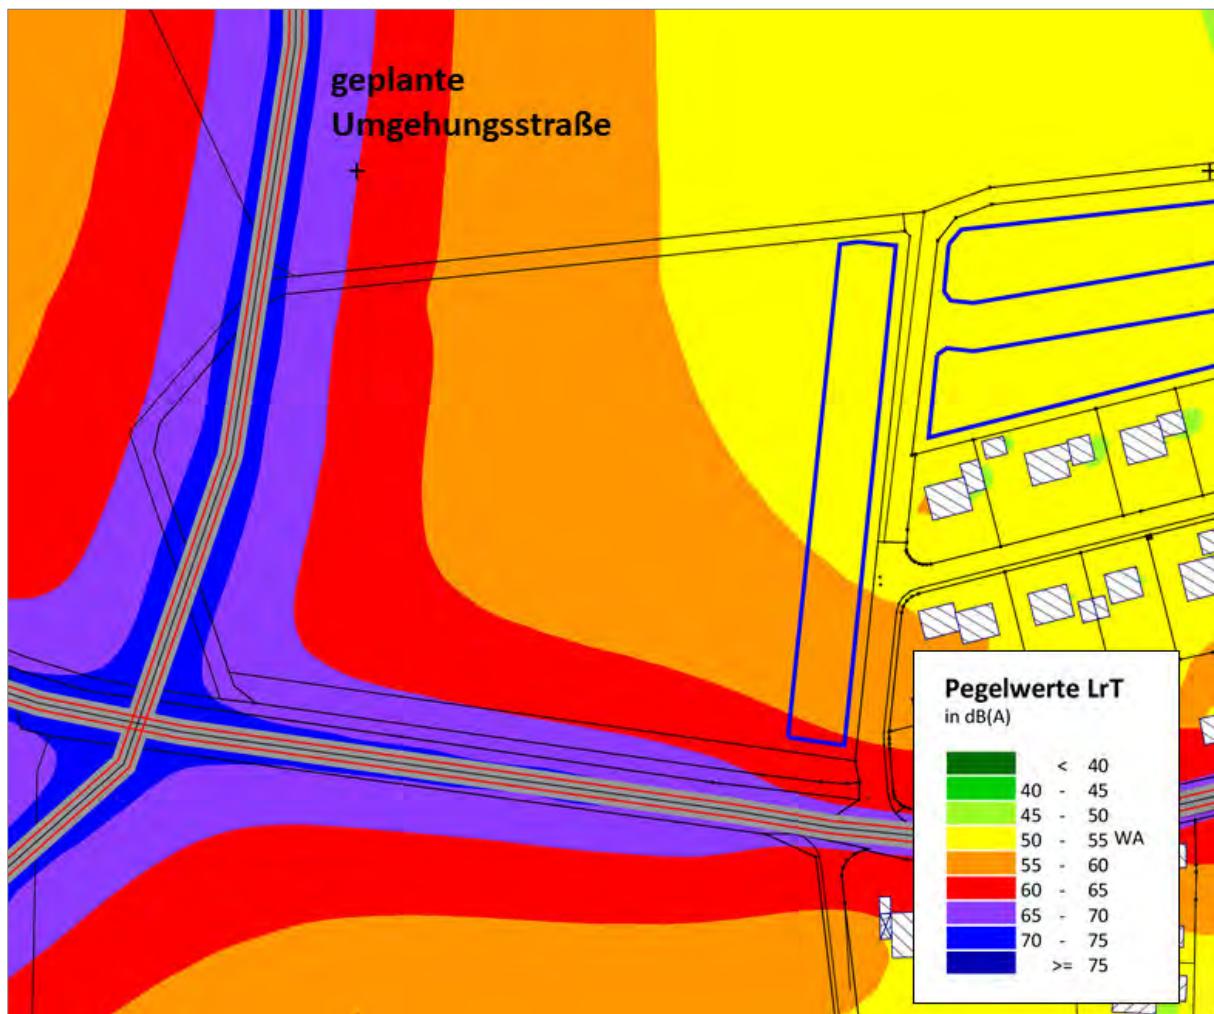 geplante
Umgehungsstraße
Pegelwerte LrT
in dB(A)
< 40
40 - 45
45 - 50
50 - 55 WA
55 - 60
60 - 65
65 - 70
70 - 75
>= 75